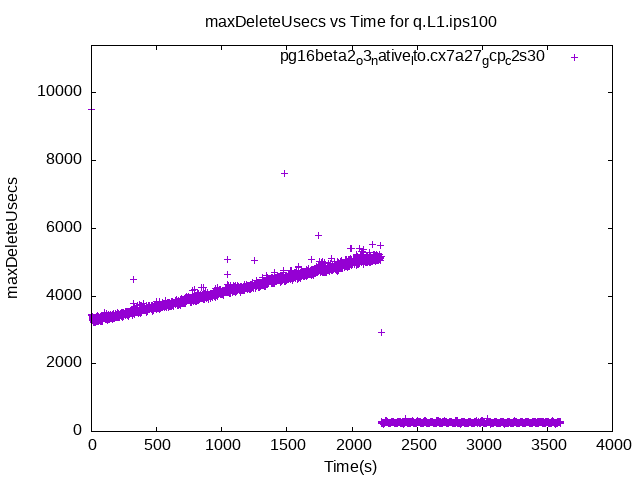 maxDeleteUsecs vs Time for q.L1.ips100
pg16beta2o3nativelto.cx7a27gcpc2s30
10000
8000
6000
4000
2000
0
maxDeleteUsecs
0 500 1000 1500 2000 2500 3000 3500 4000
Time(s)